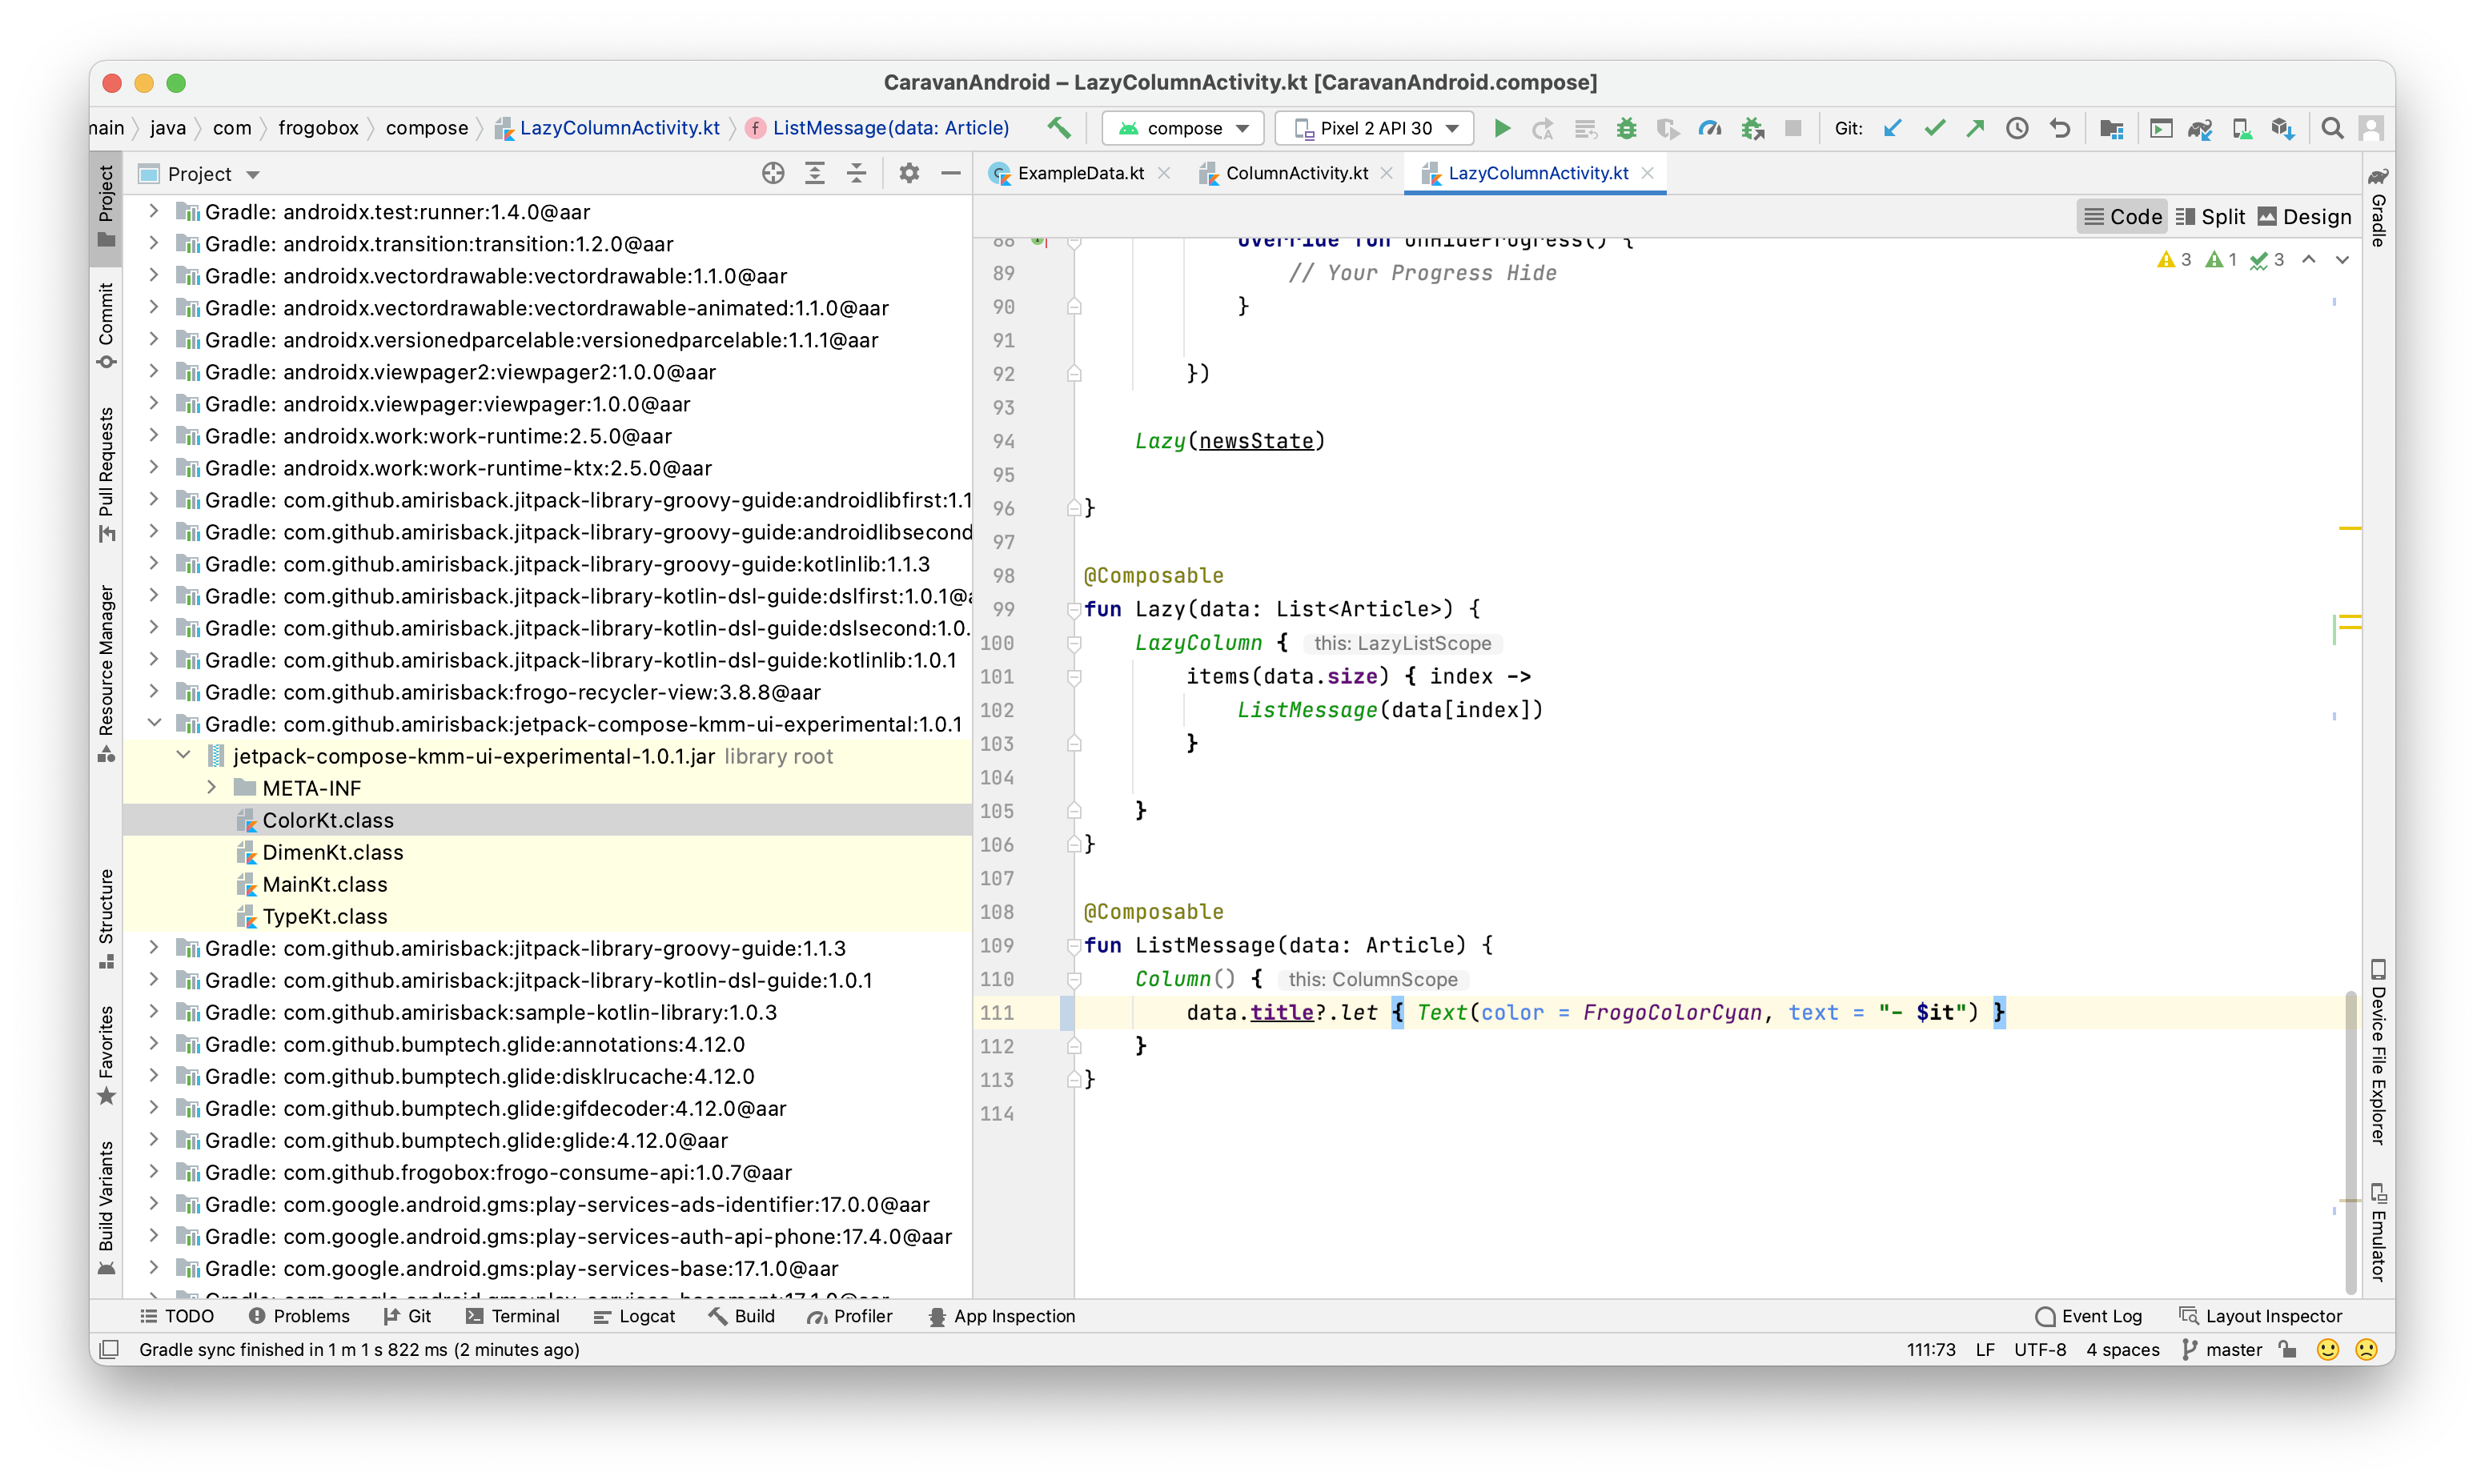 CaravanAndroid – LazyColumnActivity.kt [CaravanAndroid.compose]
java com frogobox compose LazyColumnActivity.kt ListMessage(data: Article) compose Pixel 2 API 30 Git:
Project
ExampleData.kt ColumnActivity.kt LazyColumnActivity.kt
Code Split Design
3 1 3
Project
Commit
Pull Requests
Resource Manager
Structure
Favorites
Build Variants
Gradle: androidx.test:runner:1.4.0@aar
Gradle: androidx.transition:transition:1.2.0@aar
Gradle: androidx.vectordrawable:vectordrawable:1.1.0@aar
Gradle: androidx.vectordrawable:vectordrawable-animated:1.1.0@aar
Gradle: androidx.versionedparcelable:versionedparcelable:1.1.1@aar
Gradle: androidx.viewpager2:viewpager2:1.0.0@aar
Gradle: androidx.viewpager:viewpager:1.0.0@aar
Gradle: androidx.work:work-runtime:2.5.0@aar
Gradle: androidx.work:work-runtime-ktx:2.5.0@aar
Gradle: com.github.amirisback.jitpack-library-groovy-guide:androidlibfirst:1.1
Gradle: com.github.amirisback.jitpack-library-groovy-guide:androidlibsecond
Gradle: com.github.amirisback.jitpack-library-groovy-guide:kotlinlib:1.1.3
Gradle: com.github.amirisback.jitpack-library-kotlin-dsl-guide:dslfirst:1.0.1@a
Gradle: com.github.amirisback.jitpack-library-kotlin-dsl-guide:dslsecond:1.0.
Gradle: com.github.amirisback.jitpack-library-kotlin-dsl-guide:kotlinlib:1.0.1
Gradle: com.github.amirisback:frogo-recycler-view:3.8.8@aar
Gradle: com.github.amirisback:jetpack-compose-kmm-ui-experimental:1.0.1
jetpack-compose-kmm-ui-experimental-1.0.1.jar library root
META-INF
ColorKt.class
DimenKt.class
MainKt.class
TypeKt.class
Gradle: com.github.amirisback:jitpack-library-groovy-guide:1.1.3
Gradle: com.github.amirisback:jitpack-library-kotlin-dsl-guide:1.0.1
Gradle: com.github.amirisback:sample-kotlin-library:1.0.3
Gradle: com.github.bumptech.glide:annotations:4.12.0
Gradle: com.github.bumptech.glide:disklrucache:4.12.0
Gradle: com.github.bumptech.glide:gifdecoder:4.12.0@aar
Gradle: com.github.bumptech.glide:glide:4.12.0@aar
Gradle: com.github.frogobox:frogo-consume-api:1.0.7@aar
Gradle: com.google.android.gms:play-services-ads-identifier:17.0.0@aar
Gradle: com.google.android.gms:play-services-auth-api-phone:17.4.0@aar
Gradle: com.google.android.gms:play-services-base:17.1.0@aar
Gradle: com.google.android.gms:play-services-basement:17.1.0@aar
88 override fun onHideProgress() {
89 // Your Progress Hide
90 }
91
92 })
93
94 Lazy(newsState)
95
96 }
97
98 @Composable
99 fun Lazy(data: List<Article>) {
100 LazyColumn { this: LazyListScope
101 items(data.size) { index ->
102 ListMessage(data[index])
103 }
104
105 }
106 }
107
108 @Composable
109 fun ListMessage(data: Article) {
110 Column() { this: ColumnScope
111 data.title?.let { Text(color = FrogoColorCyan, text = "- $it") }
112 }
113 }
114
Gradle
Device File Explorer
Emulator
TODO Problems Git Terminal Logcat Build Profiler App Inspection Event Log Layout Inspector
Gradle sync finished in 1 m 1 s 822 ms (2 minutes ago) 111:73 LF UTF-8 4 spaces master